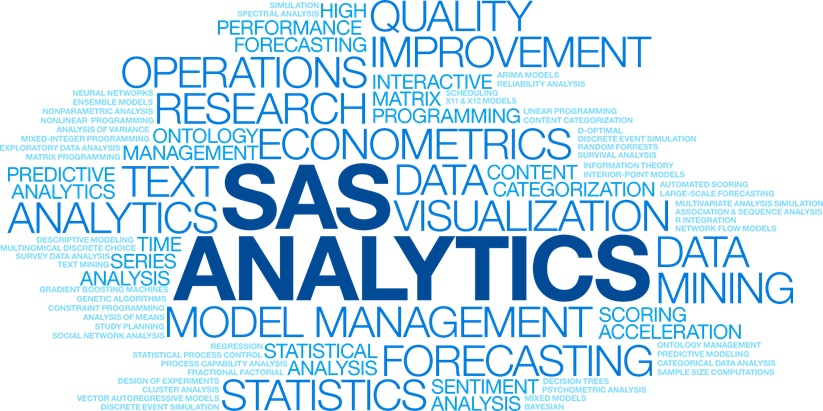 SIMULATION
SPECTRAL ANALYSIS
HIGH
PERFORMANCE
FORECASTING
QUALITY
IMPROVEMENT
OPERATIONS
RESEARCH
INTERACTIVE
MATRIX
PROGRAMMING
ARIMA MODELS
RELIABILITY ANALYSIS
SCHEDULING
X11 & X12 MODELS
LINEAR PROGRAMMING
CONTENT CATEGORIZATION
NEURAL NETWORKS
ENSEMBLE MODELS
NONPARAMETRIC ANALYSIS
NONLINEAR PROGRAMMING
ANALYSIS OF VARIANCE
MIXED-INTEGER PROGRAMMING
EXPLORATORY DATA ANALYSIS
MATRIX PROGRAMMING
ONTOLOGY
MANAGEMENT
ECONOMETRICS
D-OPTIMAL
DISCRETE EVENT SIMULATION
RANDOM FORRESTS
SURVIVAL ANALYSIS
INFORMATION THEORY
INTERIOR-POINT MODELS
PREDICTIVE
ANALYTICS
TEXT
ANALYTICS
SAS
ANALYTICS
DATA
VISUALIZATION
CONTENT
CATEGORIZATION
AUTOMATED SCORING
LARGE-SCALE FORECASTING
MULTIVARIATE ANALYSIS SIMULATION
ASSOCIATION & SEQUENCE ANALYSIS
R INTEGRATION
NETWORK FLOW MODELS
DESCRIPTIVE MODELING
MULTINOMICAL DISCRETE CHOICE
SURVEY DATA ANALYSIS
TEXT MINING
TIME
SERIES
ANALYSIS
DATA
MINING
GRADIENT BOOSTING MACHINES
GENETIC ALGORITHMS
CONSTRAINT PROGRAMMING
ANALYSIS OF MEANS
STUDY PLANNING
SOCIAL NETWORK ANALYSIS
MODEL MANAGEMENT
SCORING
ACCELERATION
REGRESSION
STATISTICAL PROCESS CONTROL
PROCESS CAPABILITY ANALYSIS
FRACTIONAL FACTORIAL
STATISTICAL
ANALYSIS
FORECASTING
ONTOLOGY MANAGEMENT
PREDICTIVE MODELING
CATEGORICAL DATA ANALYSIS
SAMPLE SIZE COMPUTATIONS
DESIGN OF EXPERIMENTS
CLUSTER ANALYSIS
VECTOR AUTOREGRESSIVE MODELS
DISCRETE EVENT SIMULATION
STATISTICS
SENTIMENT
ANALYSIS
DECISION TREES
PSYCHOMETRIC ANALYSIS
MIXED MODELS
BAYESIAN